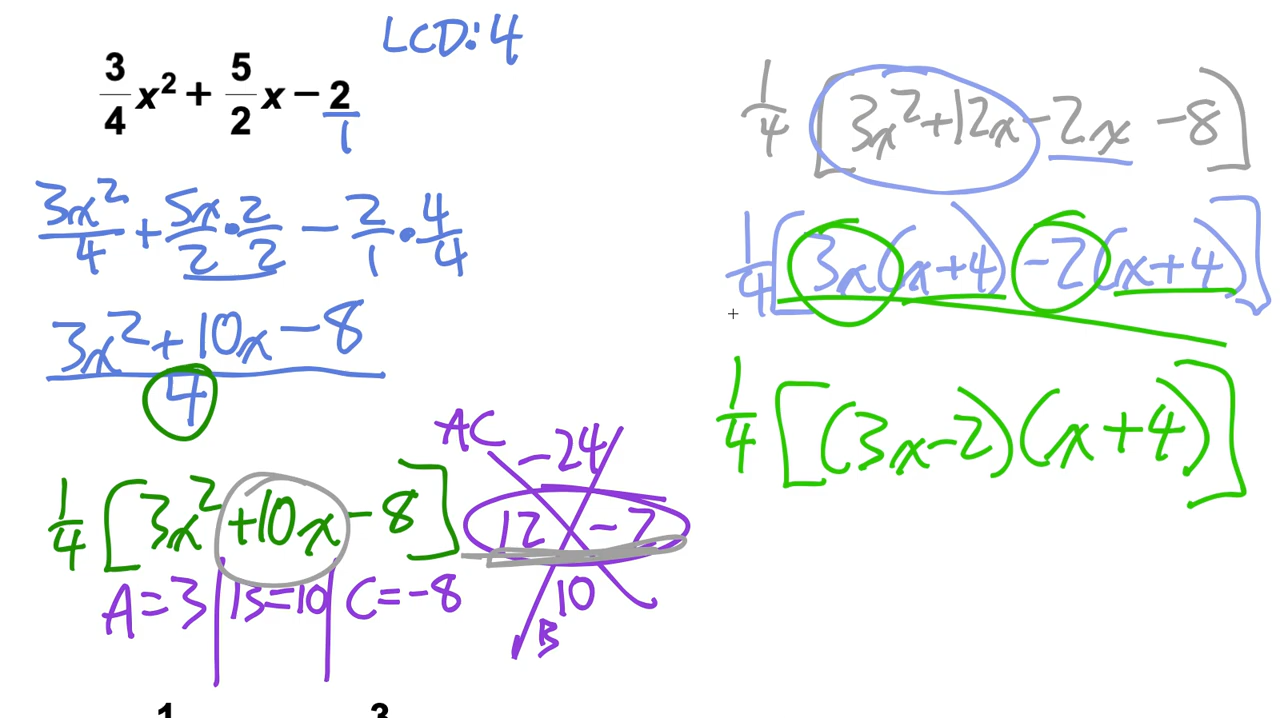 LCD: 4
3/4 x² + 5/2 x − 2/1
3x²/4 + 5x/2 · 2/2 − 2/1 · 4/4
3x² + 10x − 8
4
1/4 [3x² + 10x − 8]
A = 3 B = 10 C = −8
AC −24
12 −2
10
B
1/4 [3x² + 12x − 2x − 8]
1/4 [3x(x + 4) −2(x + 4)]
1/4 [(3x − 2)(x + 4)]
1 3